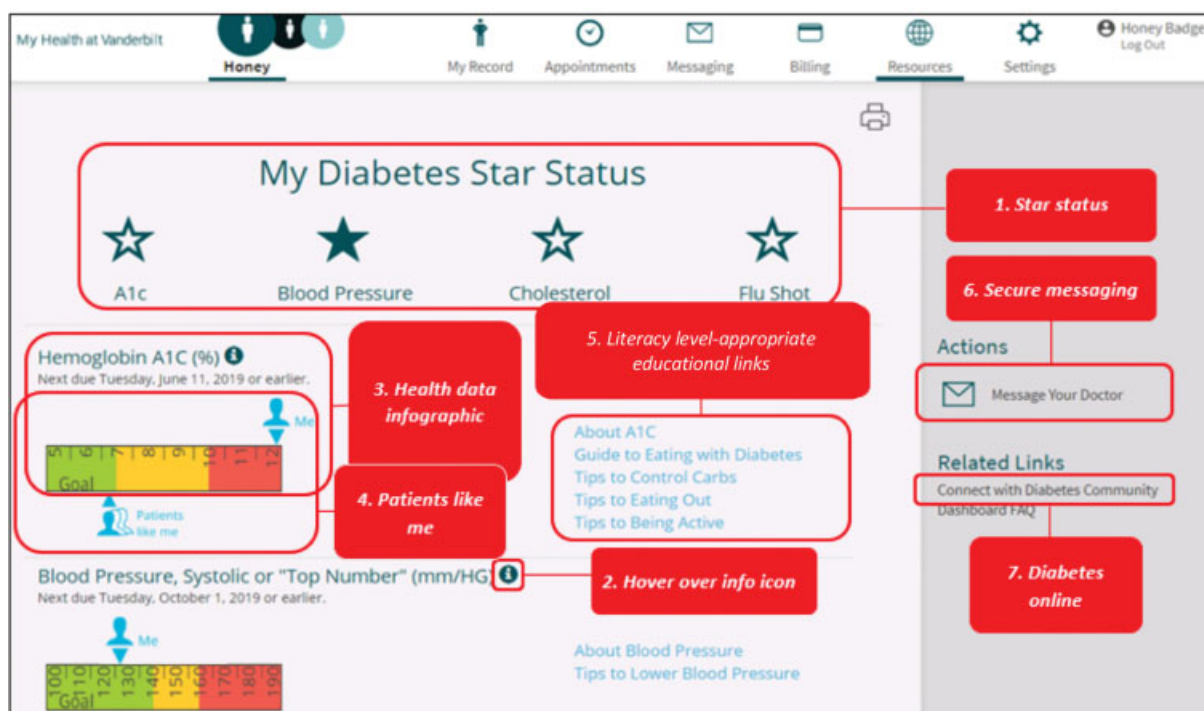 My Health at Vanderbilt
Honey
My Record
Appointments
Messaging
Billing
Resources
Settings
Honey Badge
Log Out
My Diabetes Star Status
A1c
Blood Pressure
Cholesterol
Flu Shot
1. Star status
6. Secure messaging
Actions
Message Your Doctor
Related Links
Connect with Diabetes Community
Dashboard FAQ
7. Diabetes
online
Hemoglobin A1C (%)
Next due Tuesday, June 11, 2019 or earlier.
Me
5 6 7 8 9 10 11 12
Goal
Patients
like me
3. Health data
infographic
4. Patients like
me
5. Literacy level-appropriate
educational links
About A1C
Guide to Eating with Diabetes
Tips to Control Carbs
Tips to Eating Out
Tips to Being Active
Blood Pressure, Systolic or "Top Number" (mm/HG)
Next due Tuesday, October 1, 2019 or earlier.
2. Hover over info icon
Me
100 110 120 130 140 150 160 170 180 190
Goal
About Blood Pressure
Tips to Lower Blood Pressure